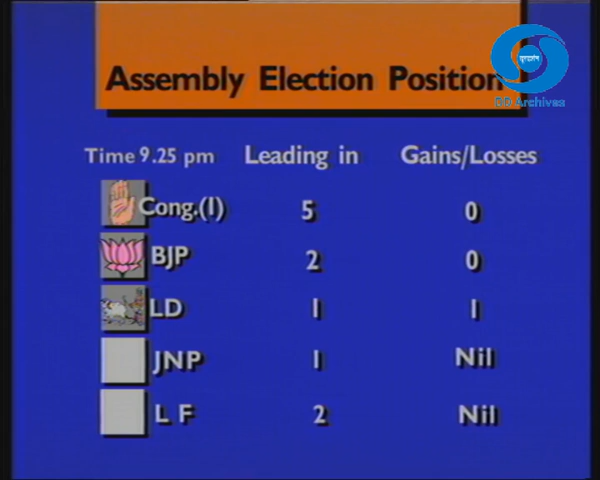 Assembly Election Position
DD Archives
Time 9.25 pm Leading in Gains/Losses
Cong.(I) 5 0
BJP 2 0
LD 1 1
JNP 1 Nil
L F 2 Nil